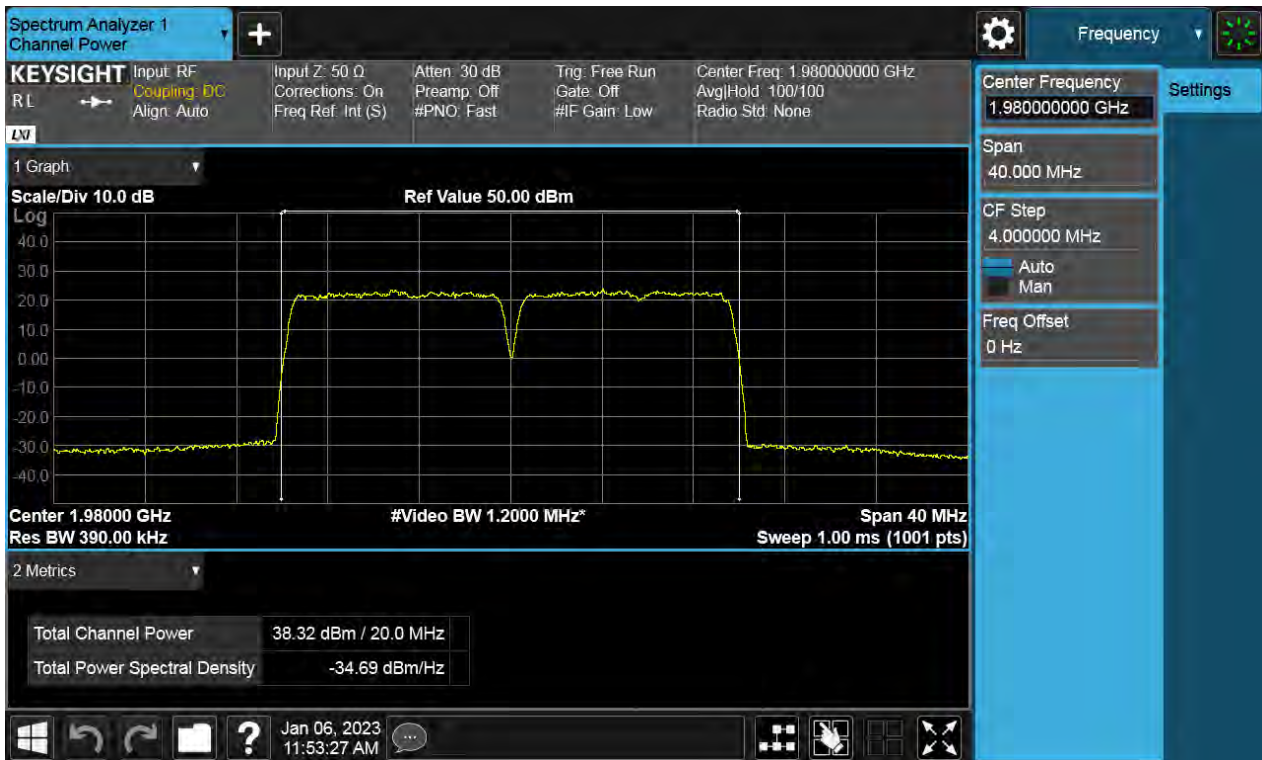 Spectrum Analyzer 1
Channel Power
+
Frequency
KEYSIGHT
RL
LXI
Input: RF
Coupling: DC
Align: Auto
Input Z: 50 Ω
Corrections: On
Freq Ref: Int (S)
Atten: 30 dB
Preamp: Off
#PNO: Fast
Trig: Free Run
Gate: Off
#IF Gain: Low
Center Freq: 1.980000000 GHz
Avg|Hold: 100/100
Radio Std: None
Center Frequency
1.980000000 GHz
Settings
Span
40.000 MHz
CF Step
4.000000 MHz
Auto
Man
Freq Offset
0 Hz
1 Graph
Scale/Div 10.0 dB
Ref Value 50.00 dBm
Log
40.0
30.0
20.0
10.0
0.00
-10.0
-20.0
-30.0
-40.0
Center 1.98000 GHz
#Video BW 1.2000 MHz*
Span 40 MHz
Res BW 390.00 kHz
Sweep 1.00 ms (1001 pts)
2 Metrics
Total Channel Power
38.32 dBm / 20.0 MHz
Total Power Spectral Density
-34.69 dBm/Hz
?
Jan 06, 2023
11:53:27 AM